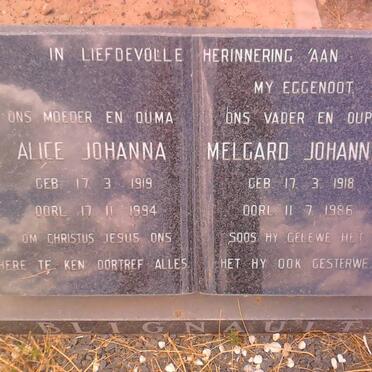 IN LIEFDEVOLLE HERINNERING AAN
ONS MOEDER EN OUMA
ALICE JOHANNA
GEB 17. 3. 1919
OORL. 17. 11. 1994
OM CHRISTUS JESUS ONS
HERE TE KEN OORTREF ALLES
MY EGGENOOT,
ONS VADER EN OUP
MELGARD JOHANN
GEB. 17. 3. 1918
OORL. 11. 7. 1986
SOOS HY GELEWE HET
HET HY OOK GESTERWE
BLIGNAULT